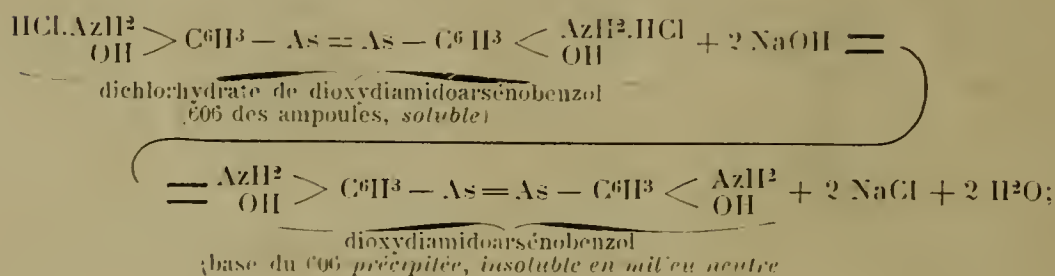 HCl.AzH²
OH > C⁶H³ — As = As — C⁶H³ < AzH².HCl
OH + 2 NaOH =
dichlorhydrate de dioxydiamidoarsénobenzol
(606 des ampoules, soluble)
= AzH²
OH > C⁶H³ — As = As — C⁶H³ < AzH²
OH + 2 NaCl + 2 H²O;
dioxydiamidoarsénobenzol
(base du 606 précipitée, insoluble en milieu neutre